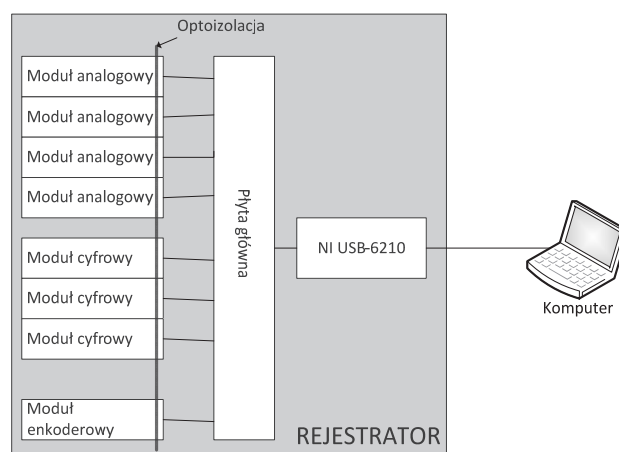 Optoizolacja
Moduł analogowy
Moduł analogowy
Moduł analogowy
Moduł analogowy
Moduł cyfrowy
Moduł cyfrowy
Moduł cyfrowy
Moduł
enkoderowy
Płyta główna
NI USB-6210
Komputer
REJESTRATOR